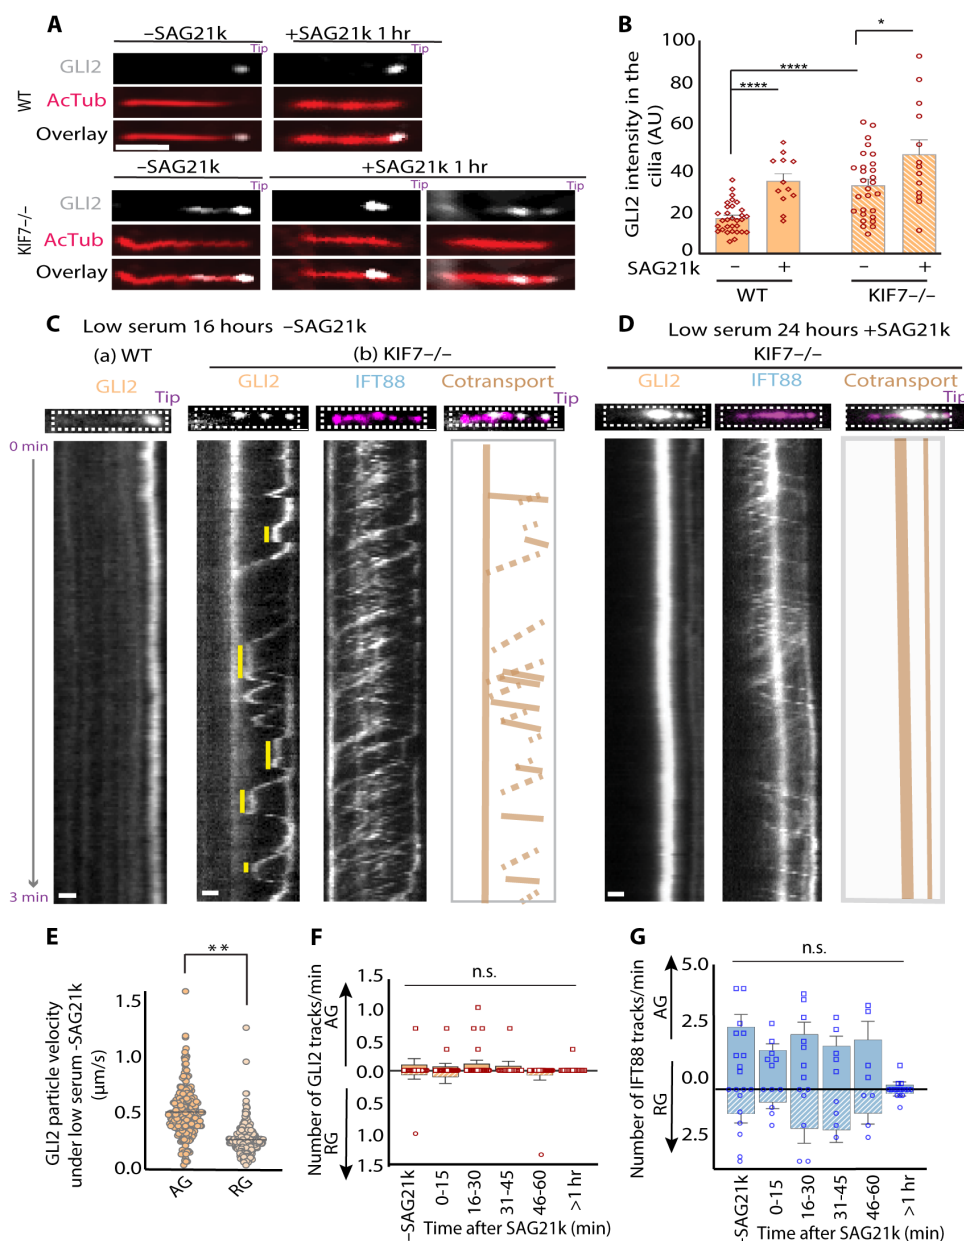 A
–SAG21k
+SAG21k 1 hr
Tip
Tip
WT
GLI2
AcTub
Overlay
–SAG21k
+SAG21k 1 hr
Tip
Tip
Tip
KIF7–/–
GLI2
AcTub
Overlay
B
GLI2 intensity in the
cilia (AU)
100
80
60
40
20
0
****
****
*
SAG21k
–
+
–
+
WT
KIF7–/–
C
Low serum 16 hours –SAG21k
(a) WT
(b) KIF7–/–
GLI2
GLI2
IFT88
Cotransport
Tip
Tip
0 min
3 min
D
Low serum 24 hours +SAG21k
KIF7–/–
GLI2
IFT88
Cotransport
Tip
E
GLI2 particle velocity
under low serum -SAG21k
(μm/s)
1.5
1.0
0.5
0.0
**
AG
RG
F
Number of GLI2 tracks/min
AG
RG
1.5
1.0
0.5
0.0
0.5
1.0
1.5
n.s.
–SAG21k
0-15
16-30
31-45
46-60
>1 hr
Time after SAG21k (min)
G
Number of IFT88 tracks/min
AG
RG
5.0
2.5
0.0
2.5
n.s.
–SAG21k
0-15
16-30
31-45
46-60
>1 hr
Time after SAG21k (min)